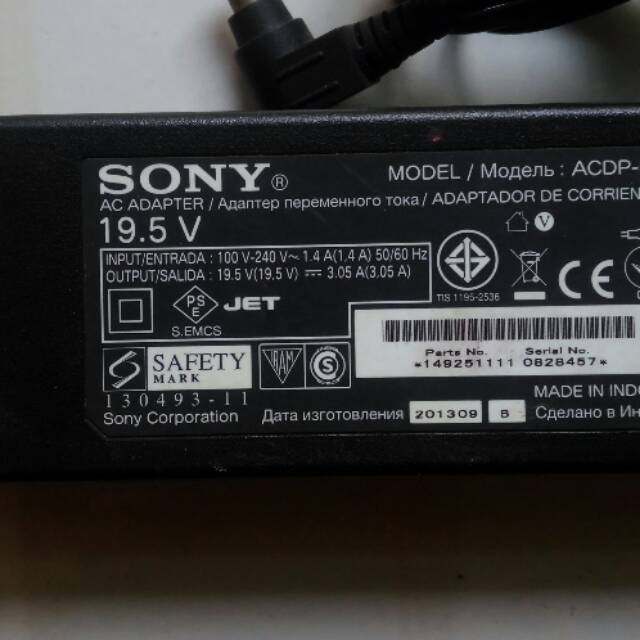 SONY®
MODEL / Модель : ACDP-
AC ADAPTER / Адаптер переменного тока / ADAPTADOR DE CORRIEN
19.5 V
V
INPUT/ENTRADA : 100 V-240 V~ 1.4 A(1.4 A) 50/60 Hz
OUTPUT/SALIDA : 19.5 V(19.5 V) ⎓ 3.05 A(3.05 A)
TIS 1195-2536
CE
PS
E
JET
S.EMCS
Parts No. Serial No.
*149251111 0828457*
S SAFETY
MARK
IRAM
S
130493-11
MADE IN INDO
Sony Corporation Дата изготовления 201309 B Сделано в Ин